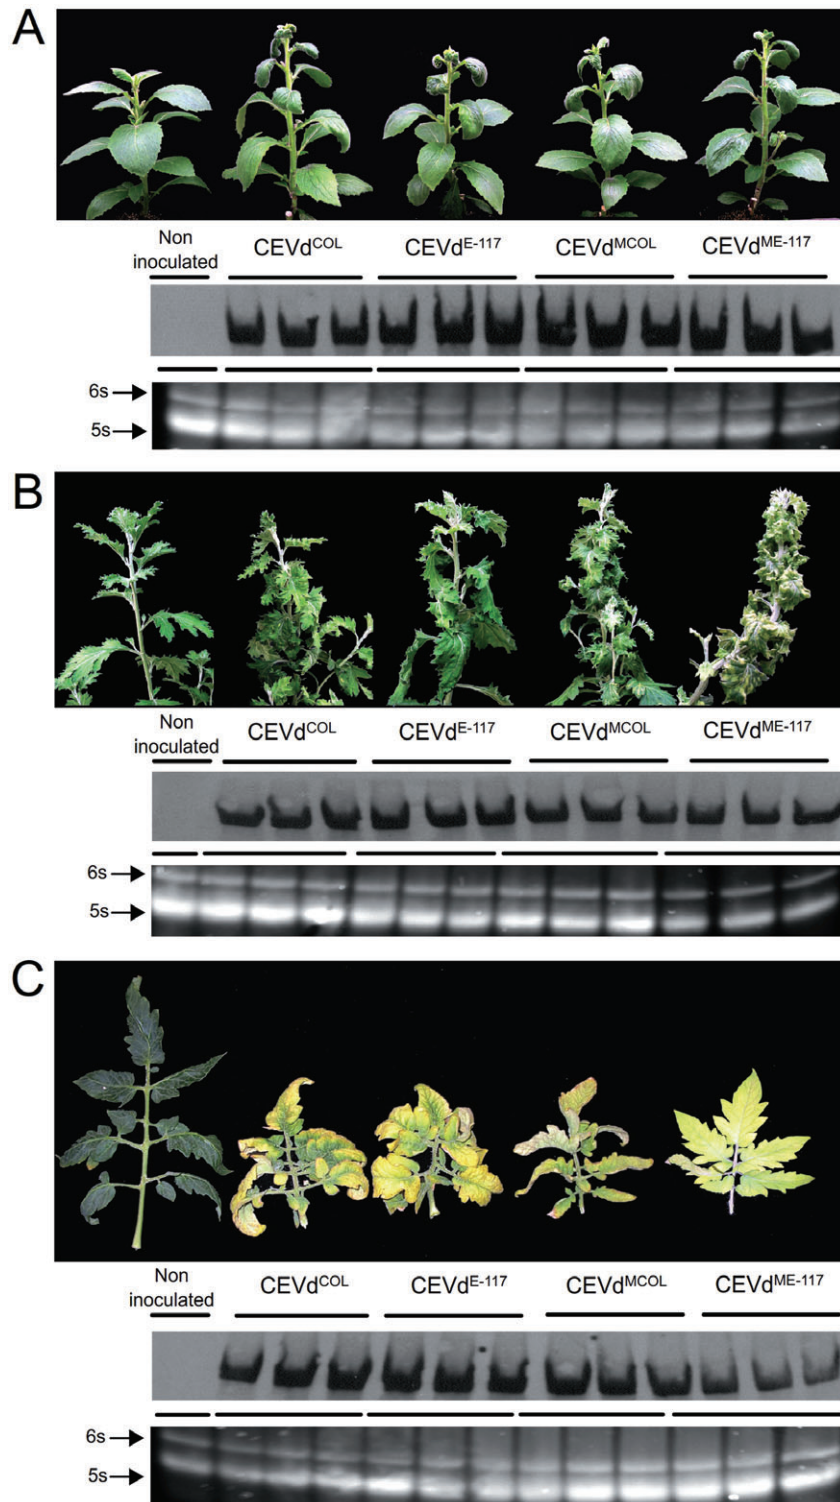 A
Non
inoculated
CEVd^COL
CEVd^E-117
CEVd^MCOL
CEVd^ME-117
6s
5s
B
Non
inoculated
CEVd^COL
CEVd^E-117
CEVd^MCOL
CEVd^ME-117
6s
5s
C
Non
inoculated
CEVd^COL
CEVd^E-117
CEVd^MCOL
CEVd^ME-117
6s
5s